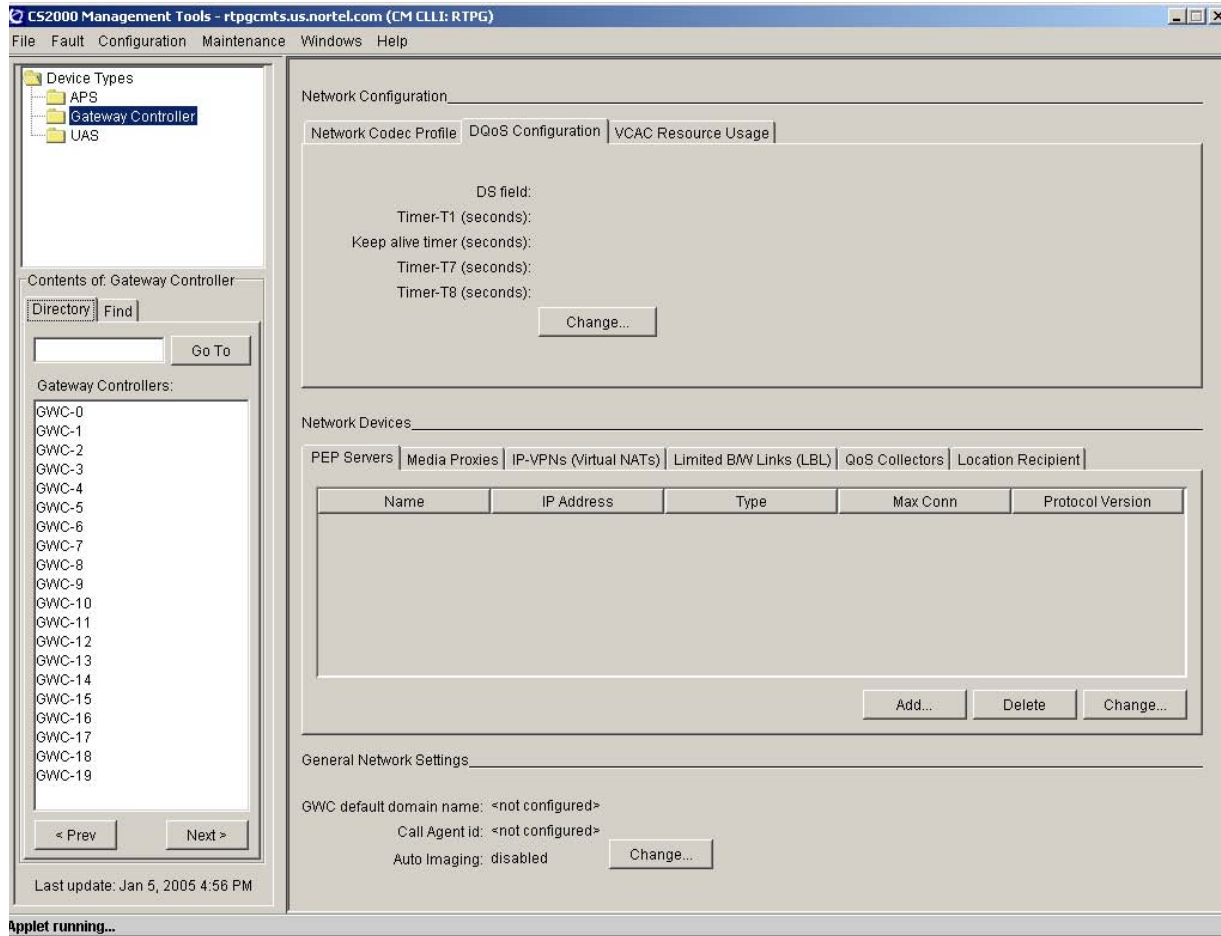 CS2000 Management Tools - rtpgcmts.us.nortel.com (CM CLLI: RTPG)
File Fault Configuration Maintenance Windows Help
Device Types
APS
Gateway Controller
UAS
Contents of: Gateway Controller
Directory Find
Go To
Gateway Controllers:
GWC-0
GWC-1
GWC-2
GWC-3
GWC-4
GWC-5
GWC-6
GWC-7
GWC-8
GWC-9
GWC-10
GWC-11
GWC-12
GWC-13
GWC-14
GWC-15
GWC-16
GWC-17
GWC-18
GWC-19
< Prev Next >
Last update: Jan 5, 2005 4:56 PM
Network Configuration
Network Codec Profile DQoS Configuration VCAC Resource Usage
DS field:
Timer-T1 (seconds):
Keep alive timer (seconds):
Timer-T7 (seconds):
Timer-T8 (seconds):
Change...
Network Devices
PEP Servers Media Proxies IP-VPNs (Virtual NATs) Limited B/W Links (LBL) QoS Collectors Location Recipient
Name IP Address Type Max Conn Protocol Version
Add... Delete Change...
General Network Settings
GWC default domain name: <not configured>
Call Agent id: <not configured>
Auto Imaging: disabled Change...
Applet running...